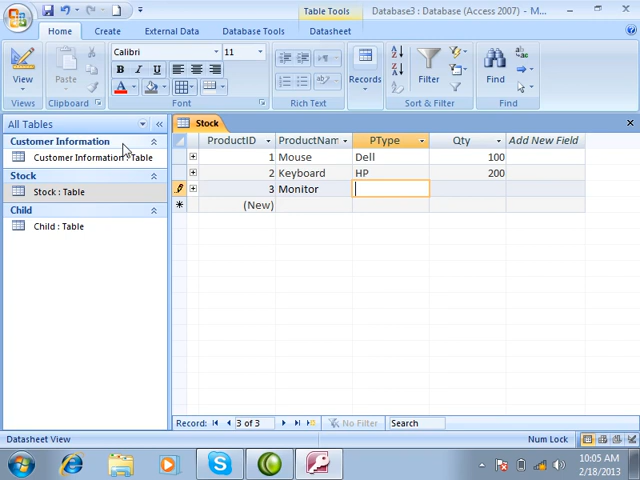 Table Tools
Database3 : Database (Access 2007) - M...
Home
Create
External Data
Database Tools
Datasheet
View
Paste
Calibri
11
B I U
A
Records
Filter
Find
Views
Clipboard
Font
Rich Text
Sort & Filter
Find
All Tables
Customer Information
Customer Information : Table
Stock
Stock : Table
Child
Child : Table
Stock
ProductID ProductNam PType Qty Add New Field
1 Mouse Dell 100
2 Keyboard HP 200
3 Monitor
(New)
Record: 3 of 3 No Filter Search
Datasheet View
Num Lock
10:05 AM
2/18/2013